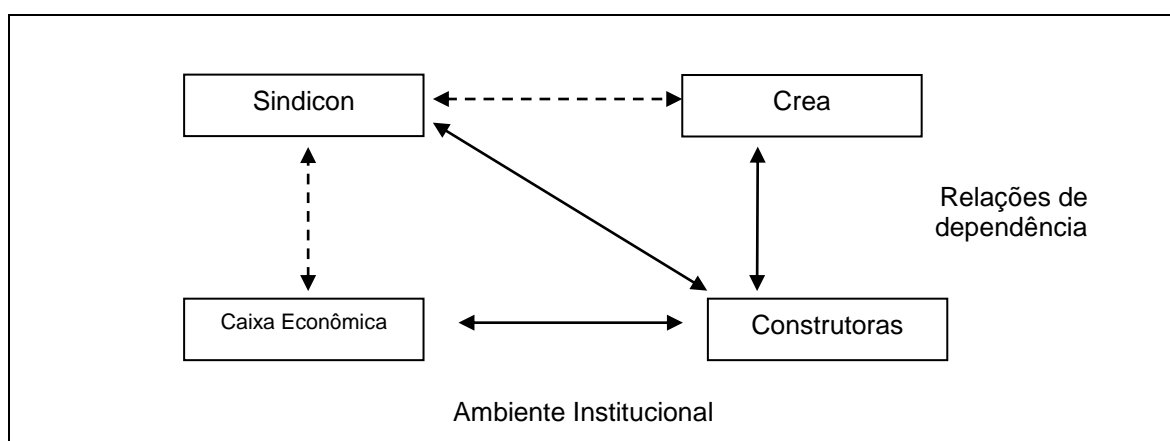 Sindicon
Crea
Relações de
dependência
Caixa Econômica
Construtoras
Ambiente Institucional